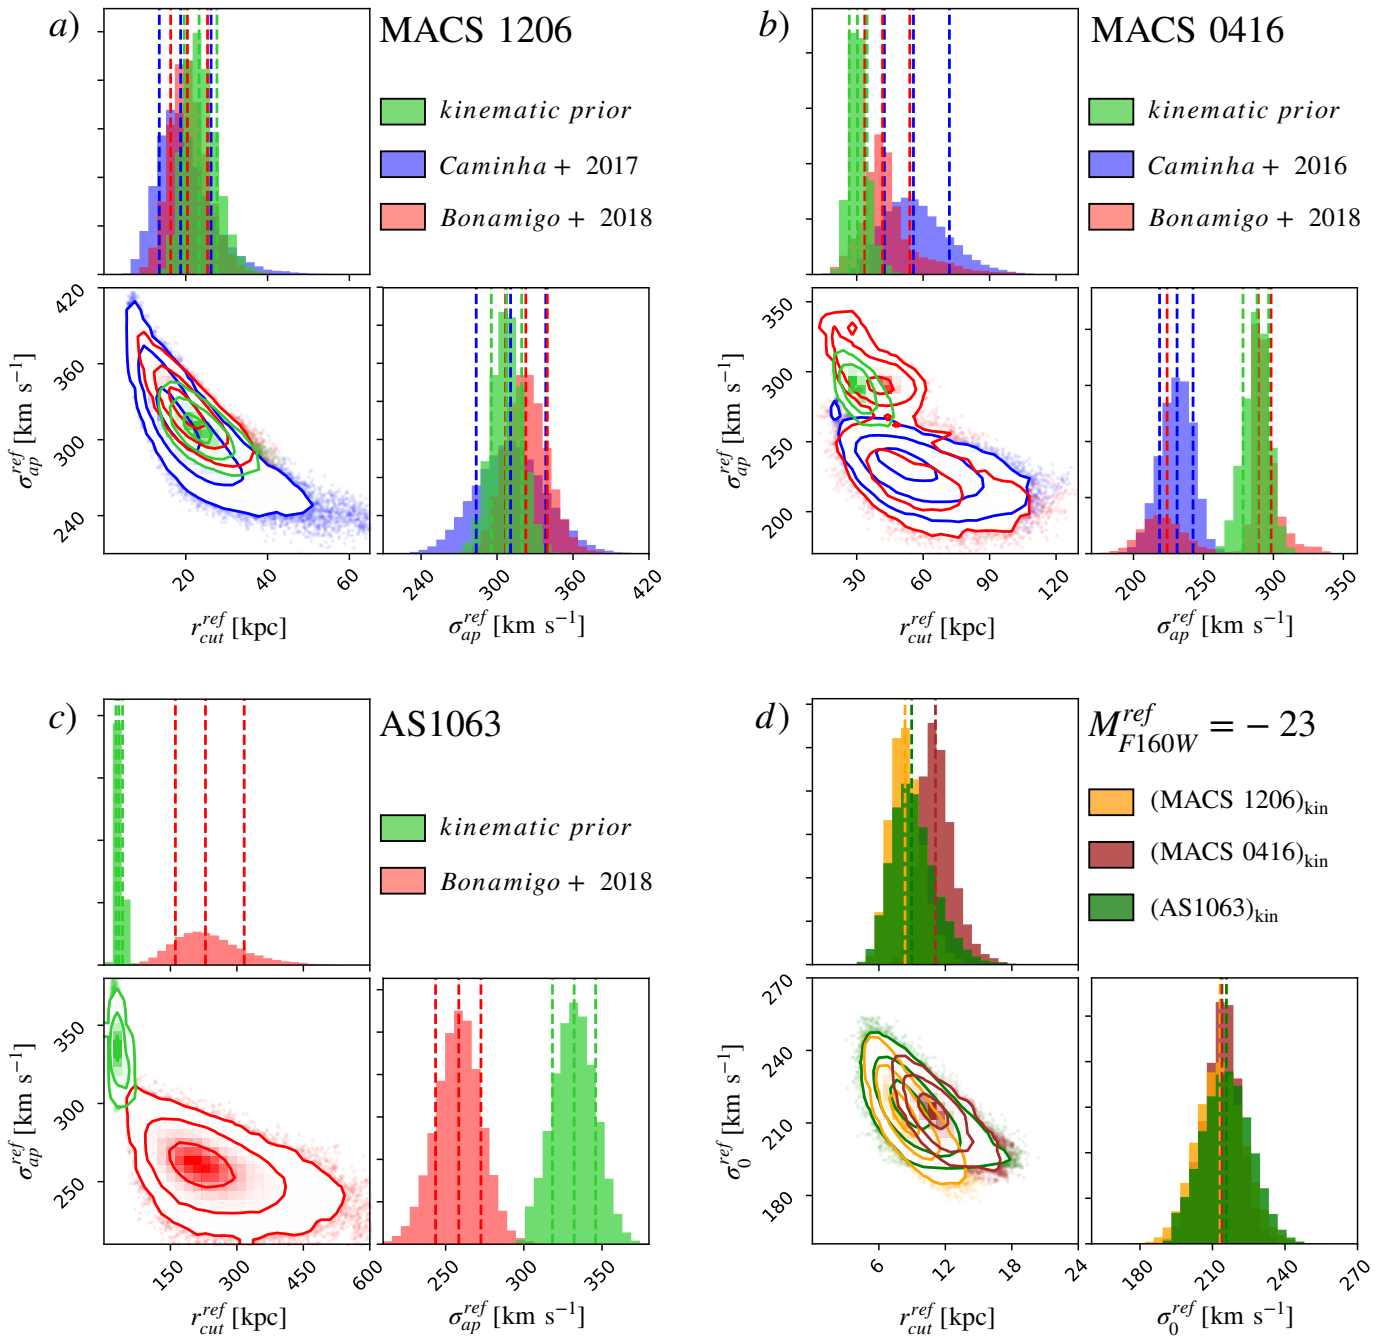 a)
MACS 1206
kinematic prior
Caminha + 2017
Bonamigo + 2018
420
360
300
240
σ_ap^ref [km s⁻¹]
20
40
60
r_cut^ref [kpc]
240
300
360
420
σ_ap^ref [km s⁻¹]
b)
MACS 0416
kinematic prior
Caminha + 2016
Bonamigo + 2018
350
300
250
200
σ_ap^ref [km s⁻¹]
30
60
90
120
r_cut^ref [kpc]
200
250
300
350
σ_ap^ref [km s⁻¹]
c)
AS1063
kinematic prior
Bonamigo + 2018
350
300
250
σ_ap^ref [km s⁻¹]
150
300
450
600
r_cut^ref [kpc]
250
300
350
σ_ap^ref [km s⁻¹]
d)
M_F160W^ref = − 23
(MACS 1206)_kin
(MACS 0416)_kin
(AS1063)_kin
270
240
210
180
σ_0^ref [km s⁻¹]
6
12
18
24
r_cut^ref [kpc]
180
210
240
270
σ_0^ref [km s⁻¹]